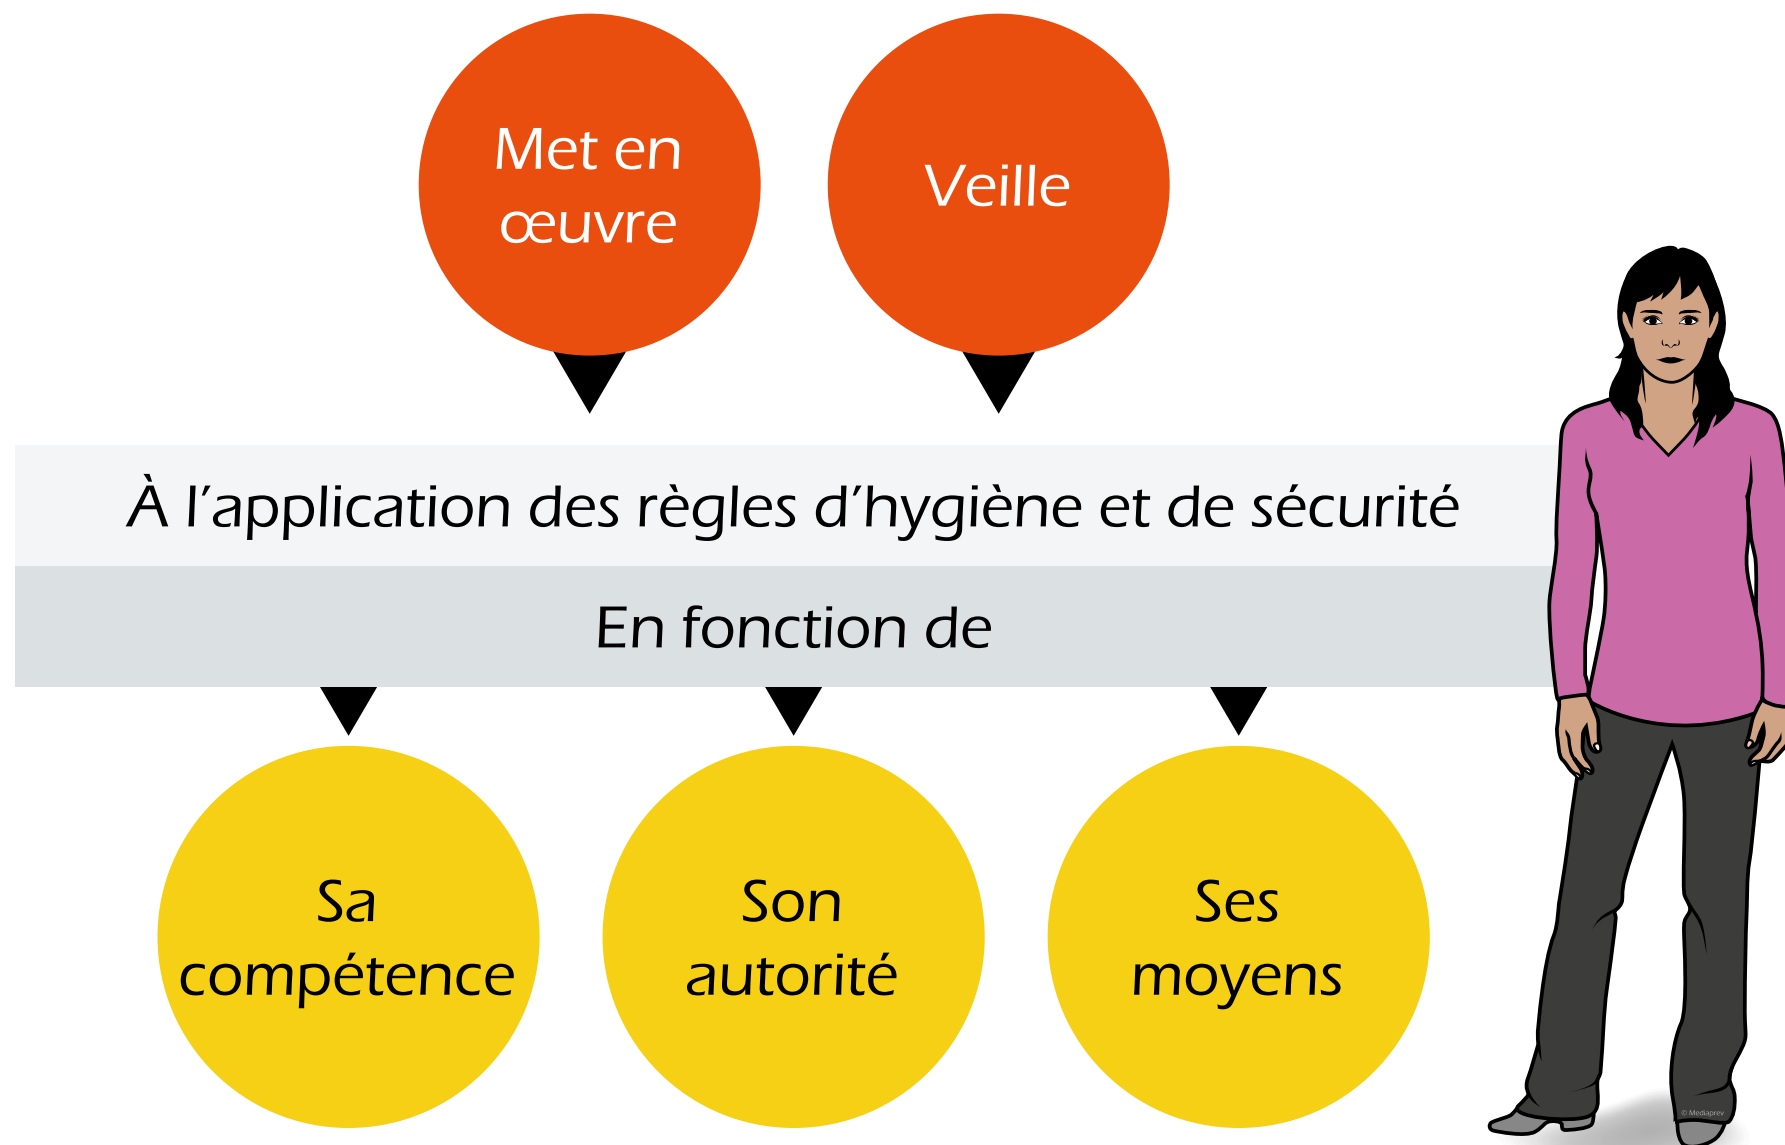 Met en
œuvre
Veille
À l’application des règles d’hygiène et de sécurité
En fonction de
Sa
compétence
Son
autorité
Ses
moyens
© Mediaprev